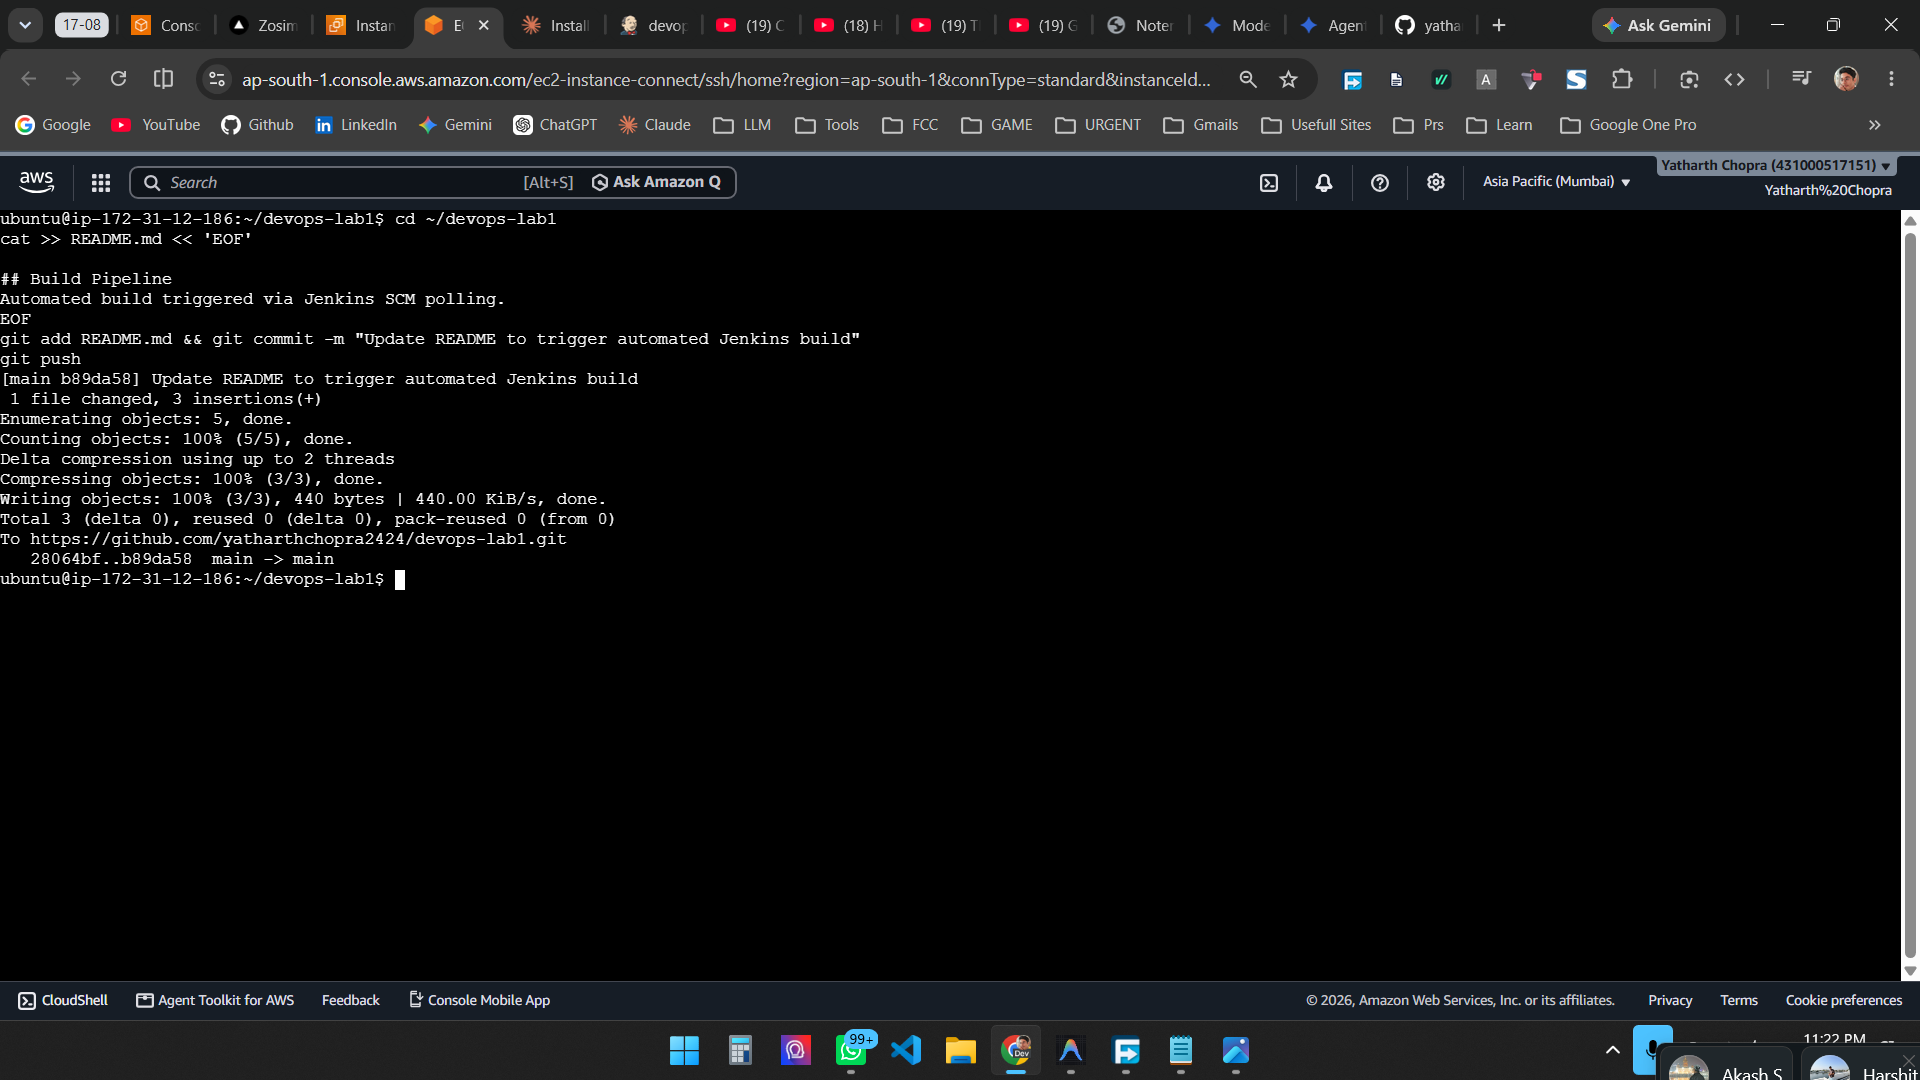 17-08
Conso
Zosim
Instan
E
Install
devop
(19) C
(18) H
(19) T
(19) G
Noter
Mode
Agent
yatha
Ask Gemini
ap-south-1.console.aws.amazon.com/ec2-instance-connect/ssh/home?region=ap-south-1&connType=standard&instanceId...
Google
YouTube
Github
LinkedIn
Gemini
ChatGPT
Claude
LLM
Tools
FCC
GAME
URGENT
Gmails
Usefull Sites
Prs
Learn
Google One Pro
aws
Search
[Alt+S]
Ask Amazon Q
Asia Pacific (Mumbai)
Yatharth Chopra (431000517151)
Yatharth%20Chopra
ubuntu@ip-172-31-12-186:~/devops-lab1$ cd ~/devops-lab1
cat >> README.md << 'EOF'
## Build Pipeline
Automated build triggered via Jenkins SCM polling.
EOF
git add README.md && git commit -m "Update README to trigger automated Jenkins build"
git push
[main b89da58] Update README to trigger automated Jenkins build
1 file changed, 3 insertions(+)
Enumerating objects: 5, done.
Counting objects: 100% (5/5), done.
Delta compression using up to 2 threads
Compressing objects: 100% (3/3), done.
Writing objects: 100% (3/3), 440 bytes | 440.00 KiB/s, done.
Total 3 (delta 0), reused 0 (delta 0), pack-reused 0 (from 0)
To https://github.com/yatharthchopra2424/devops-lab1.git
28064bf..b89da58  main -> main
ubuntu@ip-172-31-12-186:~/devops-lab1$
CloudShell
Agent Toolkit for AWS
Feedback
Console Mobile App
© 2026, Amazon Web Services, Inc. or its affiliates.
Privacy
Terms
Cookie preferences
99+
Dev
11:22 PM
Akash S
Harshit